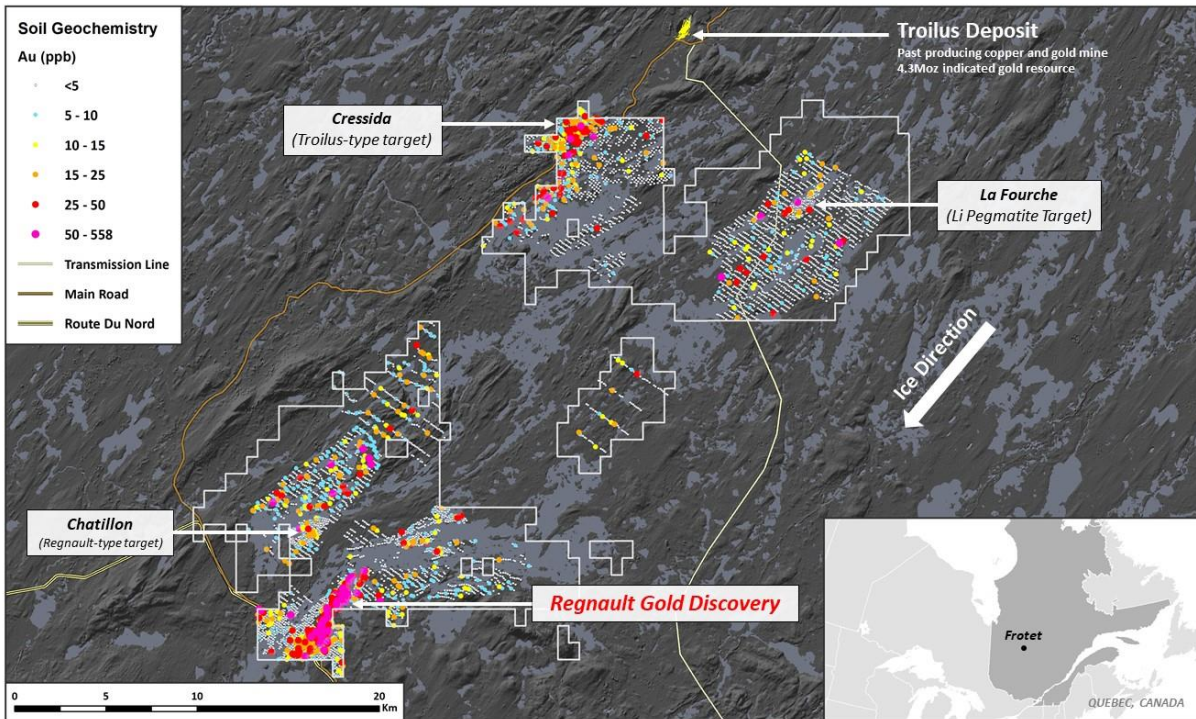 Soil Geochemistry
Au (ppb)
<5
5 - 10
10 - 15
15 - 25
25 - 50
50 - 558
Transmission Line
Main Road
Route Du Nord
Troilus Deposit
Past producing copper and gold mine
4.3Moz indicated gold resource
Cressida
(Troilus-type target)
La Fourche
(Li Pegmatite Target)
Ice Direction
Chatillon
(Regnault-type target)
Regnault Gold Discovery
0 5 10 20
Km
Frotet
QUEBEC, CANADA